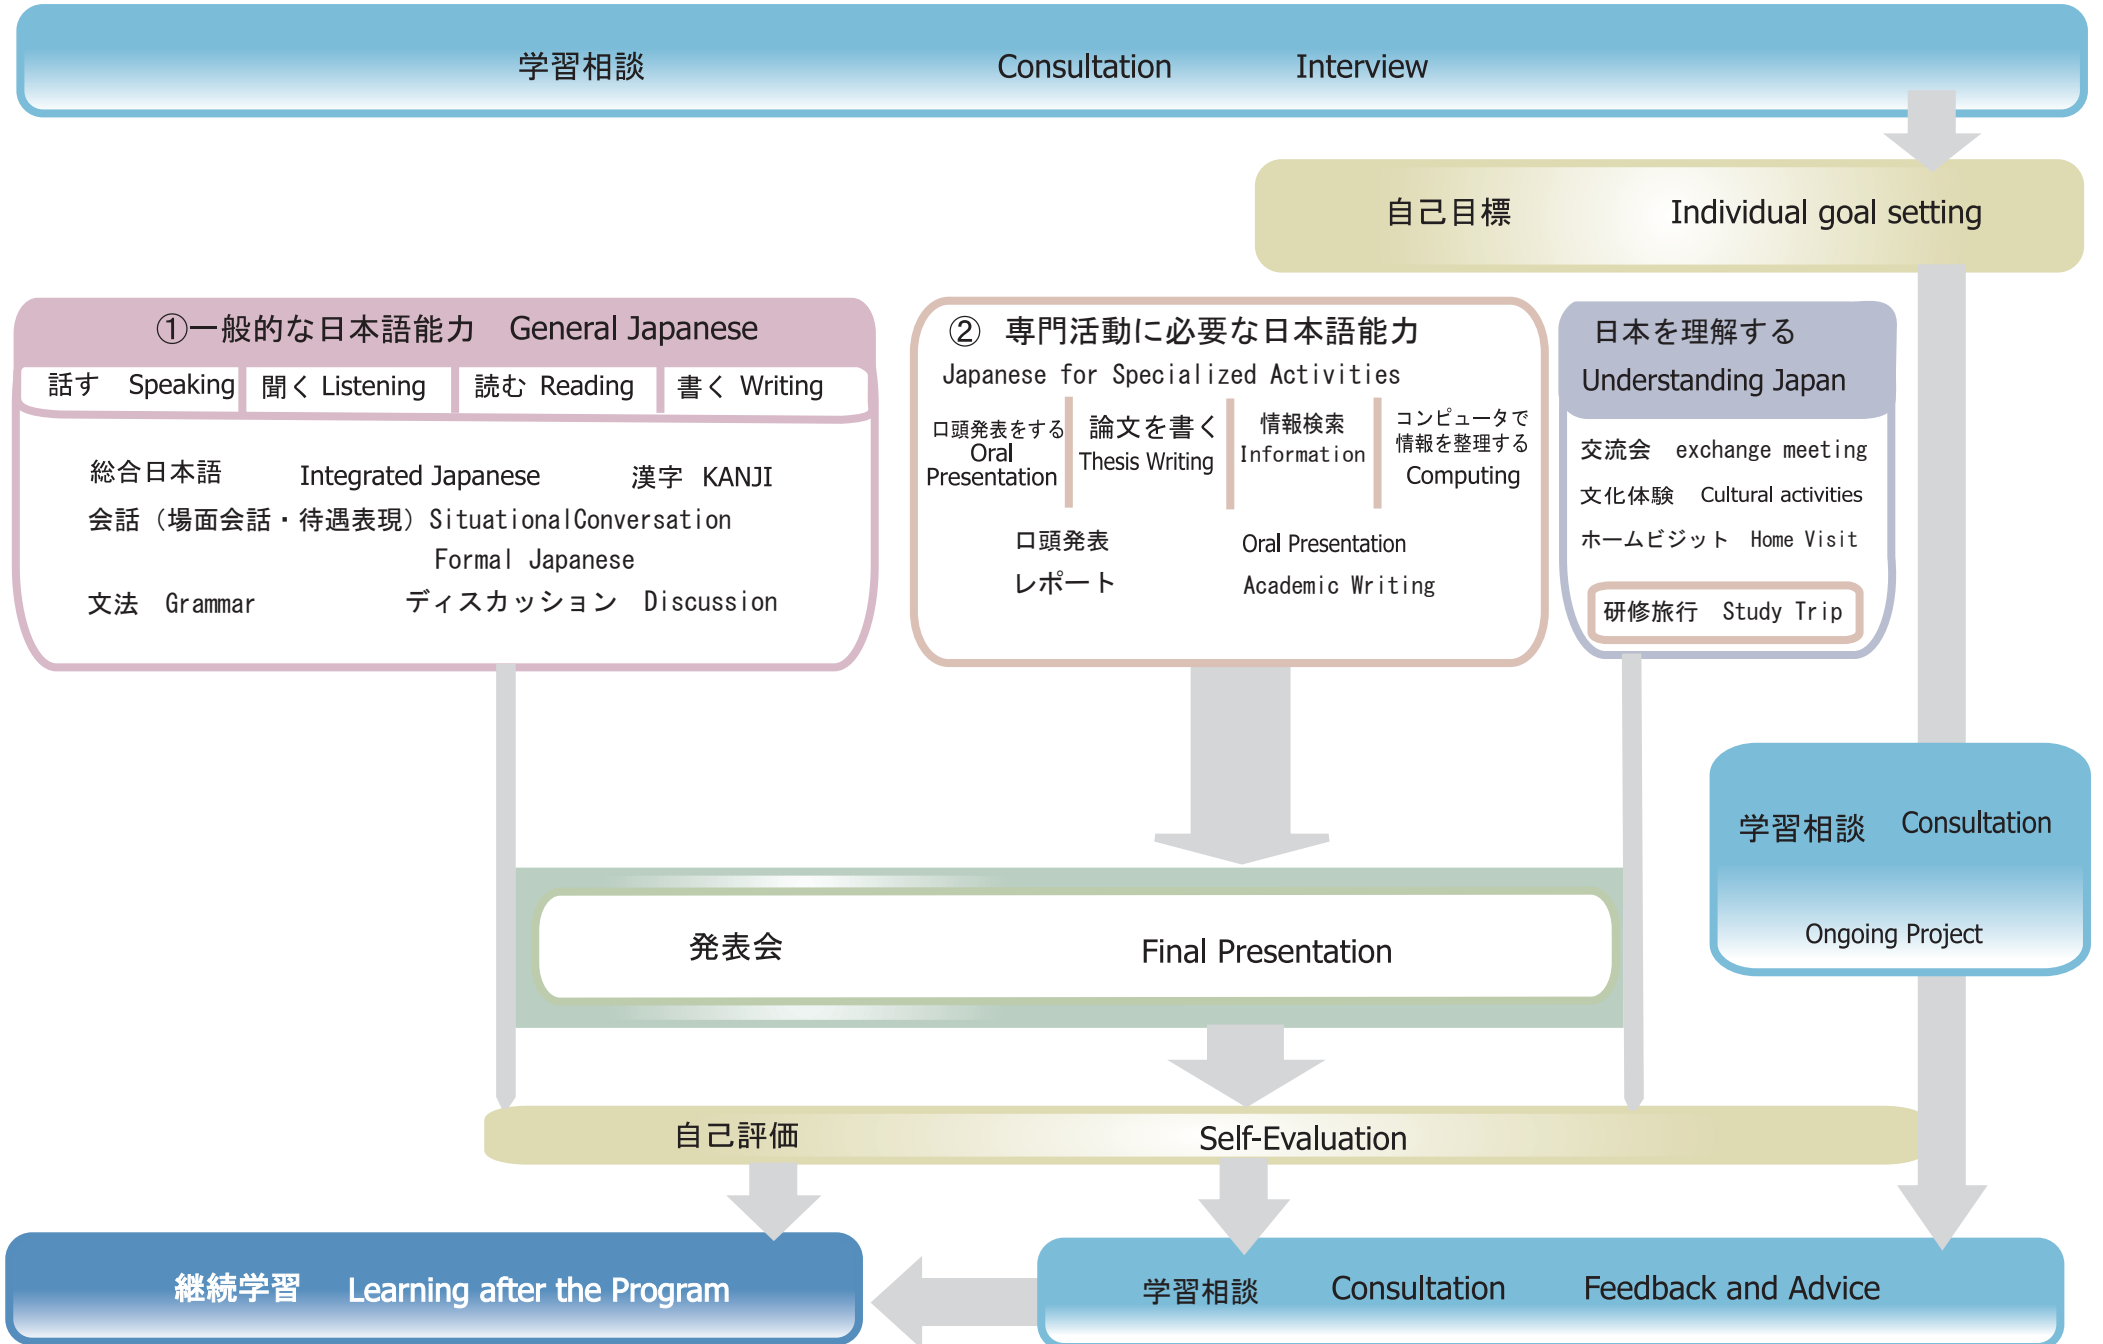 学習相談 Consultation Interview
自己目標 Individual goal setting
①一般的な日本語能力 General Japanese
話す Speaking 聞く Listening 読む Reading 書く Writing
総合日本語 Integrated Japanese 漢字 KANJI
会話（場面会話・待遇表現）SituationalConversation
Formal Japanese
文法 Grammar ディスカッション Discussion
② 専門活動に必要な日本語能力
Japanese for Specialized Activities
口頭発表をする
Oral
Presentation
論文を書く
Thesis Writing
情報検索
Information
コンピュータで
情報を整理する
Computing
口頭発表 Oral Presentation
レポート Academic Writing
日本を理解する
Understanding Japan
交流会 exchange meeting
文化体験 Cultural activities
ホームビジット Home Visit
研修旅行 Study Trip
学習相談 Consultation
Ongoing Project
発表会 Final Presentation
自己評価 Self-Evaluation
継続学習 Learning after the Program
学習相談 Consultation Feedback and Advice